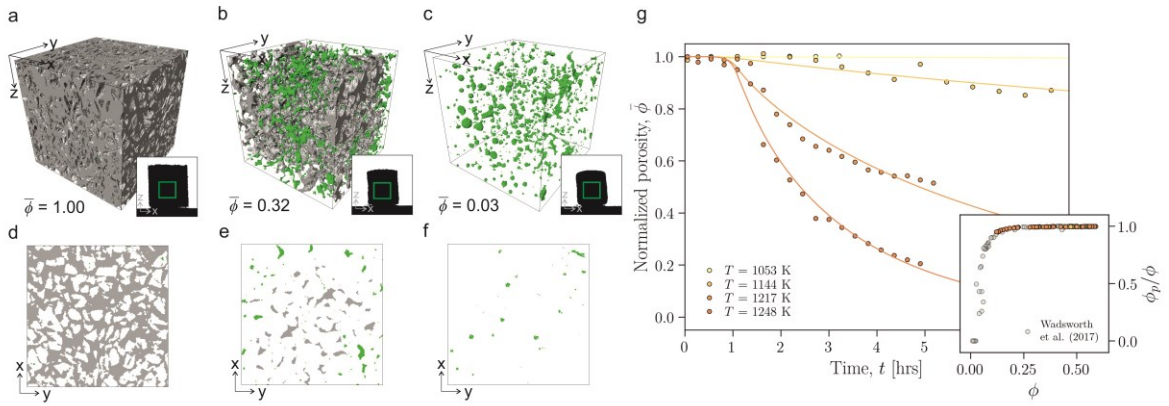 a
b
c
g
y
x
z
y
x
z
y
x
z
z
x
z
x
z
x
ϕ̅ = 1.00
ϕ̅ = 0.32
ϕ̅ = 0.03
d
e
f
x
y
x
y
x
y
Normalized porosity, ϕ̅
1.0
0.8
0.6
0.4
0.2
0.0
T = 1053 K
T = 1144 K
T = 1217 K
T = 1248 K
0
1
2
3
4
5
Time, t [hrs]
Wadsworth
et al. (2017)
1.0
0.5
0.0
ϕp/ϕ
0.00
0.25
0.50
ϕ